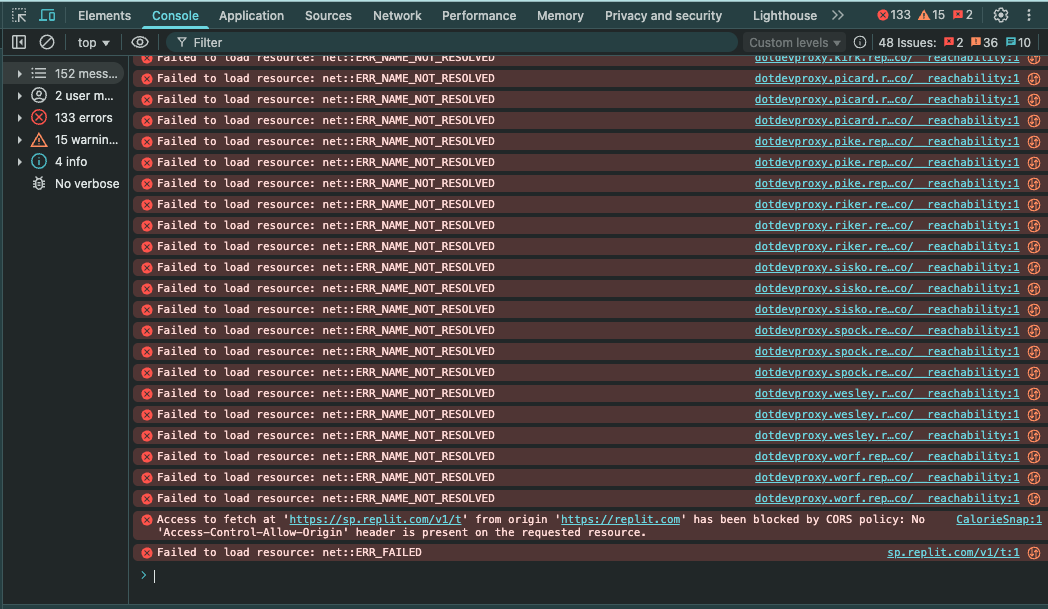 Elements Console Application Sources Network Performance Memory Privacy and security Lighthouse 133 15 2
top Filter Custom levels 48 Issues: 2 36 10
152 mess...
2 user m...
133 errors
15 warnin...
4 info
No verbose
Failed to load resource: net::ERR_NAME_NOT_RESOLVED dotdevproxy.kirk.rep…co/__reachability:1
Failed to load resource: net::ERR_NAME_NOT_RESOLVED dotdevproxy.picard.r…co/__reachability:1
Failed to load resource: net::ERR_NAME_NOT_RESOLVED dotdevproxy.picard.r…co/__reachability:1
Failed to load resource: net::ERR_NAME_NOT_RESOLVED dotdevproxy.picard.r…co/__reachability:1
Failed to load resource: net::ERR_NAME_NOT_RESOLVED dotdevproxy.pike.rep…co/__reachability:1
Failed to load resource: net::ERR_NAME_NOT_RESOLVED dotdevproxy.pike.rep…co/__reachability:1
Failed to load resource: net::ERR_NAME_NOT_RESOLVED dotdevproxy.pike.rep…co/__reachability:1
Failed to load resource: net::ERR_NAME_NOT_RESOLVED dotdevproxy.riker.re…co/__reachability:1
Failed to load resource: net::ERR_NAME_NOT_RESOLVED dotdevproxy.riker.re…co/__reachability:1
Failed to load resource: net::ERR_NAME_NOT_RESOLVED dotdevproxy.riker.re…co/__reachability:1
Failed to load resource: net::ERR_NAME_NOT_RESOLVED dotdevproxy.sisko.re…co/__reachability:1
Failed to load resource: net::ERR_NAME_NOT_RESOLVED dotdevproxy.sisko.re…co/__reachability:1
Failed to load resource: net::ERR_NAME_NOT_RESOLVED dotdevproxy.sisko.re…co/__reachability:1
Failed to load resource: net::ERR_NAME_NOT_RESOLVED dotdevproxy.spock.re…co/__reachability:1
Failed to load resource: net::ERR_NAME_NOT_RESOLVED dotdevproxy.spock.re…co/__reachability:1
Failed to load resource: net::ERR_NAME_NOT_RESOLVED dotdevproxy.spock.re…co/__reachability:1
Failed to load resource: net::ERR_NAME_NOT_RESOLVED dotdevproxy.wesley.r…co/__reachability:1
Failed to load resource: net::ERR_NAME_NOT_RESOLVED dotdevproxy.wesley.r…co/__reachability:1
Failed to load resource: net::ERR_NAME_NOT_RESOLVED dotdevproxy.wesley.r…co/__reachability:1
Failed to load resource: net::ERR_NAME_NOT_RESOLVED dotdevproxy.worf.rep…co/__reachability:1
Failed to load resource: net::ERR_NAME_NOT_RESOLVED dotdevproxy.worf.rep…co/__reachability:1
Failed to load resource: net::ERR_NAME_NOT_RESOLVED dotdevproxy.worf.rep…co/__reachability:1
Access to fetch at 'https://sp.replit.com/v1/t' from origin 'https://replit.com' has been blocked by CORS policy: No CalorieSnap:1
'Access-Control-Allow-Origin' header is present on the requested resource.
Failed to load resource: net::ERR_FAILED sp.replit.com/v1/t:1